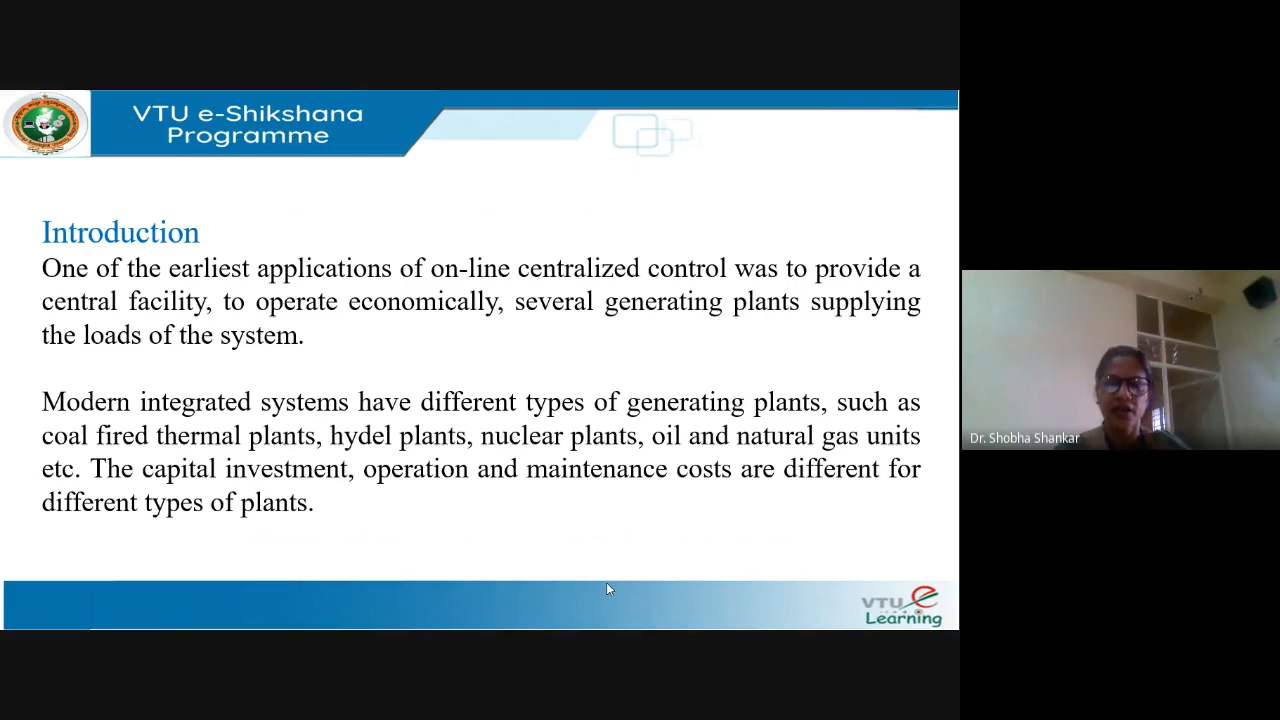 VTU e-Shikshana
Programme
Introduction
One of the earliest applications of on-line centralized control was to provide a
central facility, to operate economically, several generating plants supplying
the loads of the system.
Modern integrated systems have different types of generating plants, such as
coal fired thermal plants, hydel plants, nuclear plants, oil and natural gas units
etc. The capital investment, operation and maintenance costs are different for
different types of plants.
Dr. Shobha Shankar
VTU e
Learning